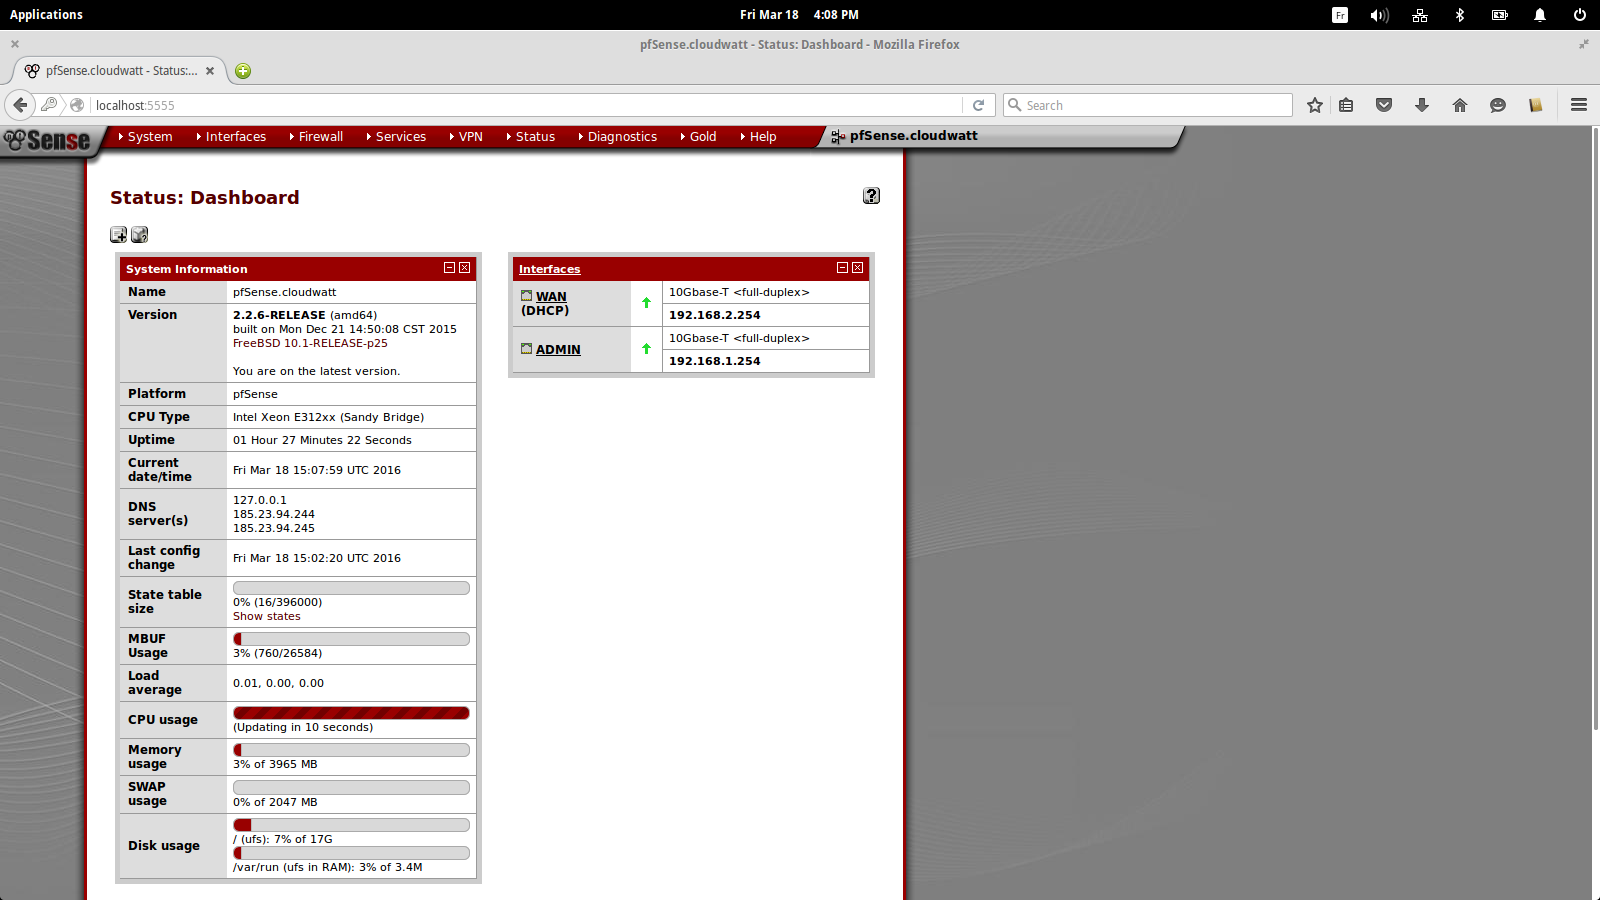 Applications
Fri Mar 18 4:08 PM
Fr
pfSense.cloudwatt - Status: Dashboard - Mozilla Firefox
pfSense.cloudwatt - Status:...
localhost:5555
Search
Sense
System Interfaces Firewall Services VPN Status Diagnostics Gold Help
pfSense.cloudwatt
Status: Dashboard
System Information
Name pfSense.cloudwatt
Version 2.2.6-RELEASE (amd64)
built on Mon Dec 21 14:50:08 CST 2015
FreeBSD 10.1-RELEASE-p25
You are on the latest version.
Platform pfSense
CPU Type Intel Xeon E312xx (Sandy Bridge)
Uptime 01 Hour 27 Minutes 22 Seconds
Current
date/time
Fri Mar 18 15:07:59 UTC 2016
DNS
server(s)
127.0.0.1
185.23.94.244
185.23.94.245
Last config
change
Fri Mar 18 15:02:20 UTC 2016
State table
size
0% (16/396000)
Show states
MBUF
Usage
3% (760/26584)
Load
average
0.01, 0.00, 0.00
CPU usage
(Updating in 10 seconds)
Memory
usage
3% of 3965 MB
SWAP
usage
0% of 2047 MB
Disk usage
/ (ufs): 7% of 17G
/var/run (ufs in RAM): 3% of 3.4M
Interfaces
WAN
(DHCP)
10Gbase-T <full-duplex>
192.168.2.254
ADMIN
10Gbase-T <full-duplex>
192.168.1.254